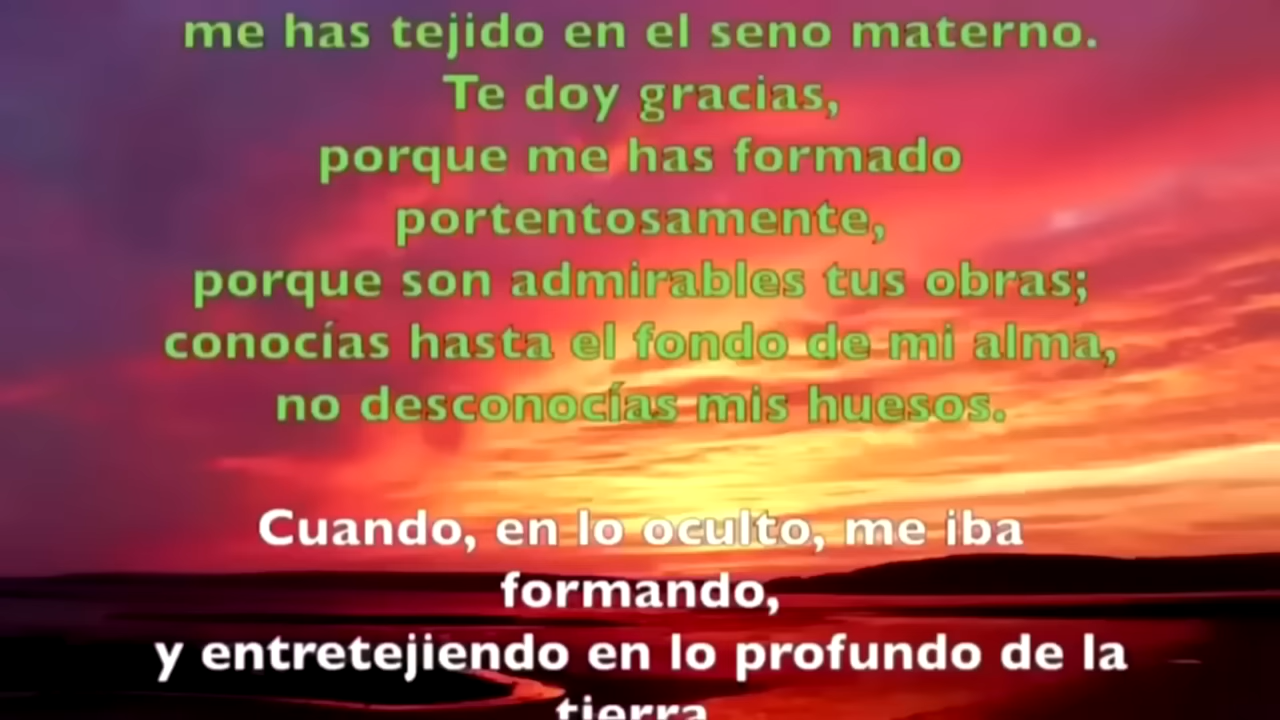 me has tejido en el seno materno.
Te doy gracias,
porque me has formado
portentosamente,
porque son admirables tus obras;
conocías hasta el fondo de mi alma,
no desconocías mis huesos.
Cuando, en lo oculto, me iba
formando,
y entretejiendo en lo profundo de la
tierra